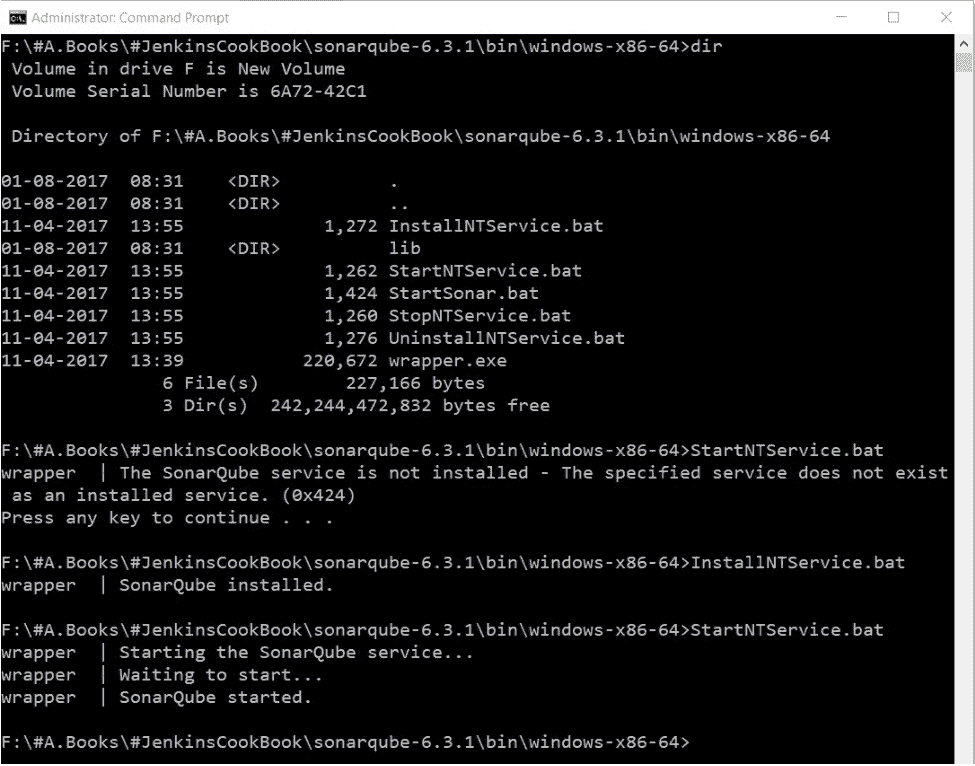 Administrator: Command Prompt
F:\#A.Books\#JenkinsCookBook\sonarqube-6.3.1\bin\windows-x86-64>dir
 Volume in drive F is New Volume
 Volume Serial Number is 6A72-42C1

 Directory of F:\#A.Books\#JenkinsCookBook\sonarqube-6.3.1\bin\windows-x86-64

01-08-2017  08:31    <DIR>          .
01-08-2017  08:31    <DIR>          ..
11-04-2017  13:55             1,272 InstallNTService.bat
01-08-2017  08:31    <DIR>          lib
11-04-2017  13:55             1,262 StartNTService.bat
11-04-2017  13:55             1,424 StartSonar.bat
11-04-2017  13:55             1,260 StopNTService.bat
11-04-2017  13:55             1,276 UninstallNTService.bat
11-04-2017  13:39           220,672 wrapper.exe
               6 File(s)        227,166 bytes
               3 Dir(s)  242,244,472,832 bytes free

F:\#A.Books\#JenkinsCookBook\sonarqube-6.3.1\bin\windows-x86-64>StartNTService.bat
wrapper  | The SonarQube service is not installed - The specified service does not exist
 as an installed service. (0x424)
Press any key to continue . . .

F:\#A.Books\#JenkinsCookBook\sonarqube-6.3.1\bin\windows-x86-64>InstallNTService.bat
wrapper  | SonarQube installed.

F:\#A.Books\#JenkinsCookBook\sonarqube-6.3.1\bin\windows-x86-64>StartNTService.bat
wrapper  | Starting the SonarQube service...
wrapper  | Waiting to start...
wrapper  | SonarQube started.

F:\#A.Books\#JenkinsCookBook\sonarqube-6.3.1\bin\windows-x86-64>